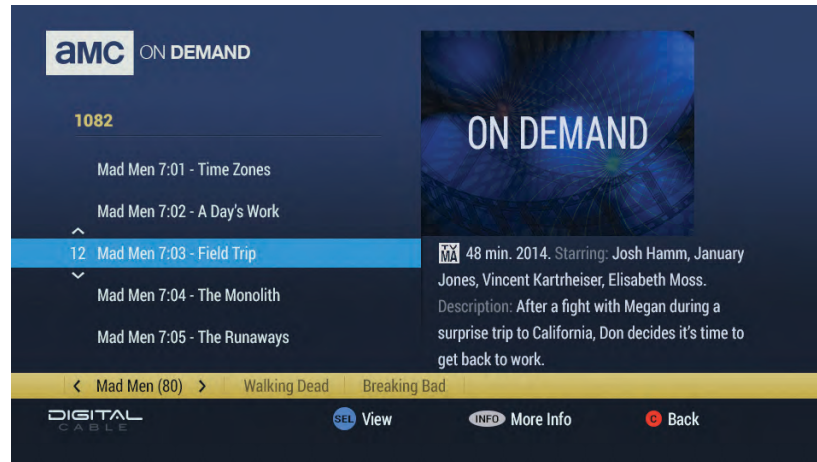 amc ON DEMAND
1082
Mad Men 7:01 - Time Zones
Mad Men 7:02 - A Day's Work
12 Mad Men 7:03 - Field Trip
Mad Men 7:04 - The Monolith
Mad Men 7:05 - The Runaways
ON DEMAND
TV MA 48 min. 2014. Starring: Josh Hamm, January
Jones, Vincent Kartrheiser, Elisabeth Moss.
Description: After a fight with Megan during a
surprise trip to California, Don decides it's time to
get back to work.
< Mad Men (80) > Walking Dead Breaking Bad
DIGITAL
CABLE
SEL View INFO More Info C Back